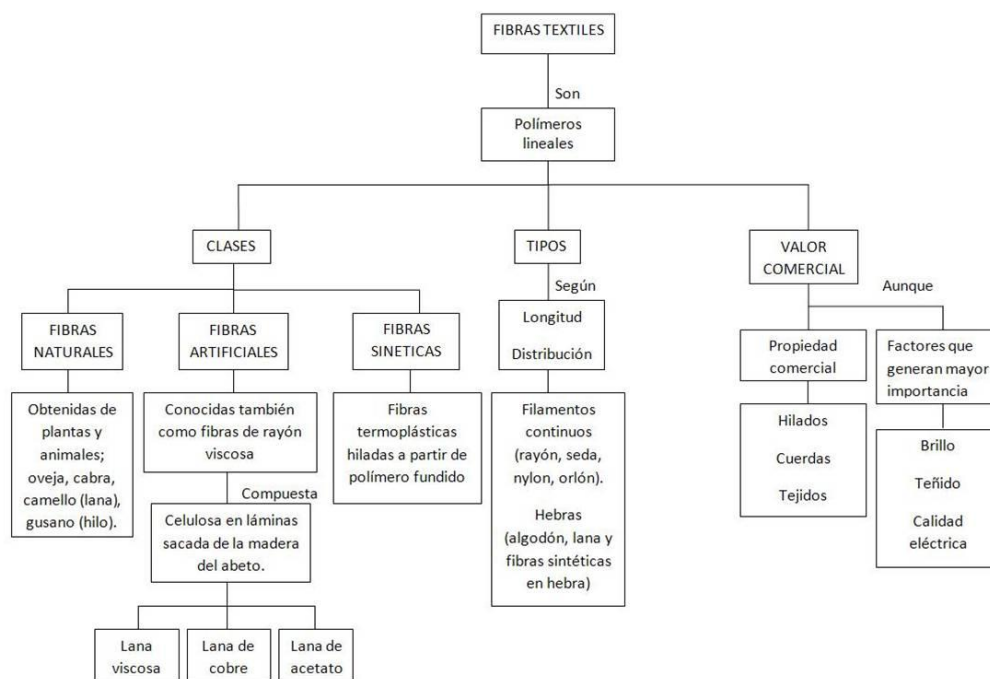 FIBRAS TEXTILES
Son
Polímeros
lineales
CLASES
TIPOS
VALOR
COMERCIAL
Según
Aunque
FIBRAS
NATURALES
FIBRAS
ARTIFICIALES
FIBRAS
SINETICAS
Longitud
Distribución
Propiedad
comercial
Factores que
generan mayor
importancia
Obtenidas de
plantas y
animales;
oveja, cabra,
camello (lana),
gusano (hilo).
Conocidas también
como fibras de rayón
viscosa
Fibras
termoplásticas
hiladas a partir de
polímero fundido
Filamentos
continuos
(rayón, seda,
nylon, orlón).
Hebras
(algodón, lana y
fibras sintéticas
en hebra)
Hilados
Cuerdas
Tejidos
Brillo
Teñido
Calidad
eléctrica
Compuesta
Celulosa en láminas
sacada de la madera
del abeto.
Lana
viscosa
Lana de
cobre
Lana de
acetato